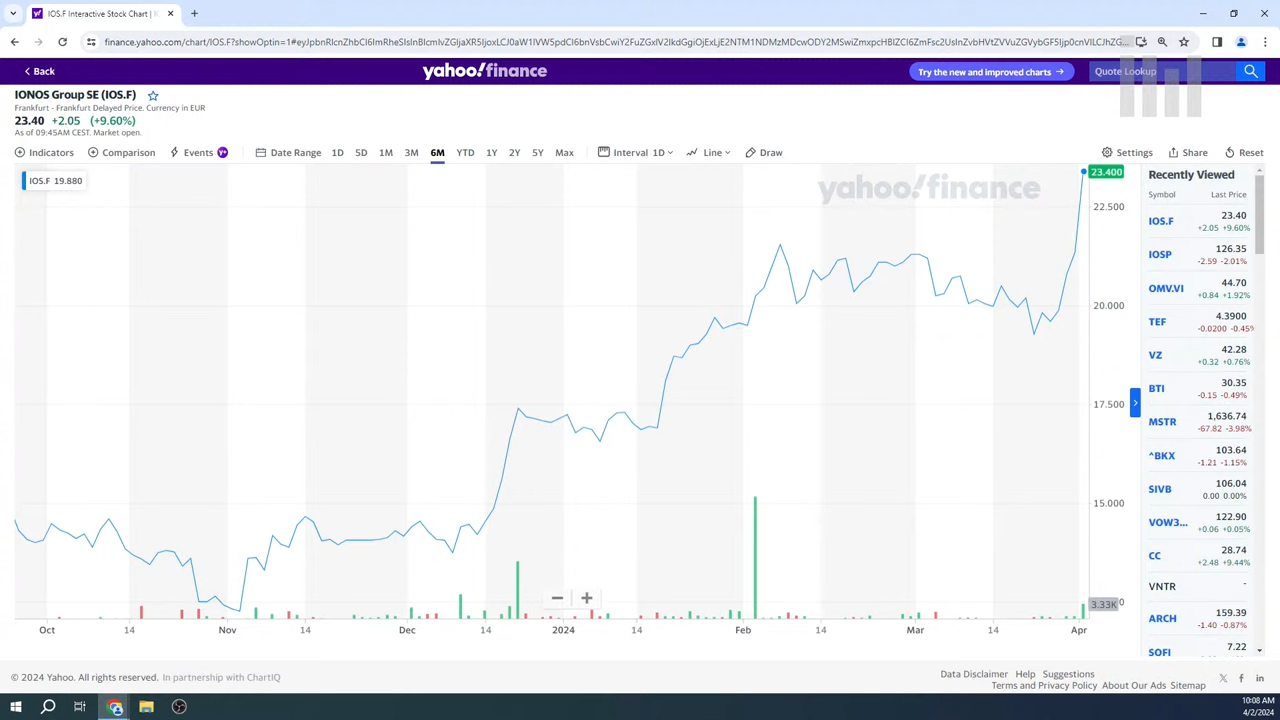 IOS.F Interactive Stock Chart |
Back
yahoo!finance
Try the new and improved charts →
Quote Lookup
IONOS Group SE (IOS.F)
Frankfurt - Frankfurt Delayed Price. Currency in EUR
23.40 +2.05 (+9.60%)
As of 09:45AM CEST. Market open.
Indicators Comparison Events Y+ Date Range 1D 5D 1M 3M 6M YTD 1Y 2Y 5Y Max Interval 1D Line Draw Settings Share Reset
IOS.F 19.880
yahoo!finance
23.400
22.500
20.000
17.500
15.000
3.33K
Oct 14 Nov 14 Dec 14 2024 14 Feb 14 Mar 14 Apr
Recently Viewed
Symbol Last Price
IOS.F 23.40
+2.05 +9.60%
IOSP 126.35
-2.59 -2.01%
OMV.VI 44.70
+0.84 +1.92%
TEF 4.3900
-0.0200 -0.45%
VZ 42.28
+0.32 +0.76%
BTI 30.35
-0.15 -0.49%
MSTR 1,636.74
-67.82 -3.98%
^BKX 103.64
-1.21 -1.15%
SIVB 106.04
0.00 0.00%
VOW3... 122.90
+0.06 +0.05%
CC 28.74
+2.48 +9.44%
VNTR -
ARCH 159.39
-1.40 -0.87%
SOFI 7.22
© 2024 Yahoo. All rights reserved. In partnership with ChartIQ
Data Disclaimer Help Suggestions
Terms and Privacy Policy About Our Ads Sitemap
10:08 AM
4/2/2024